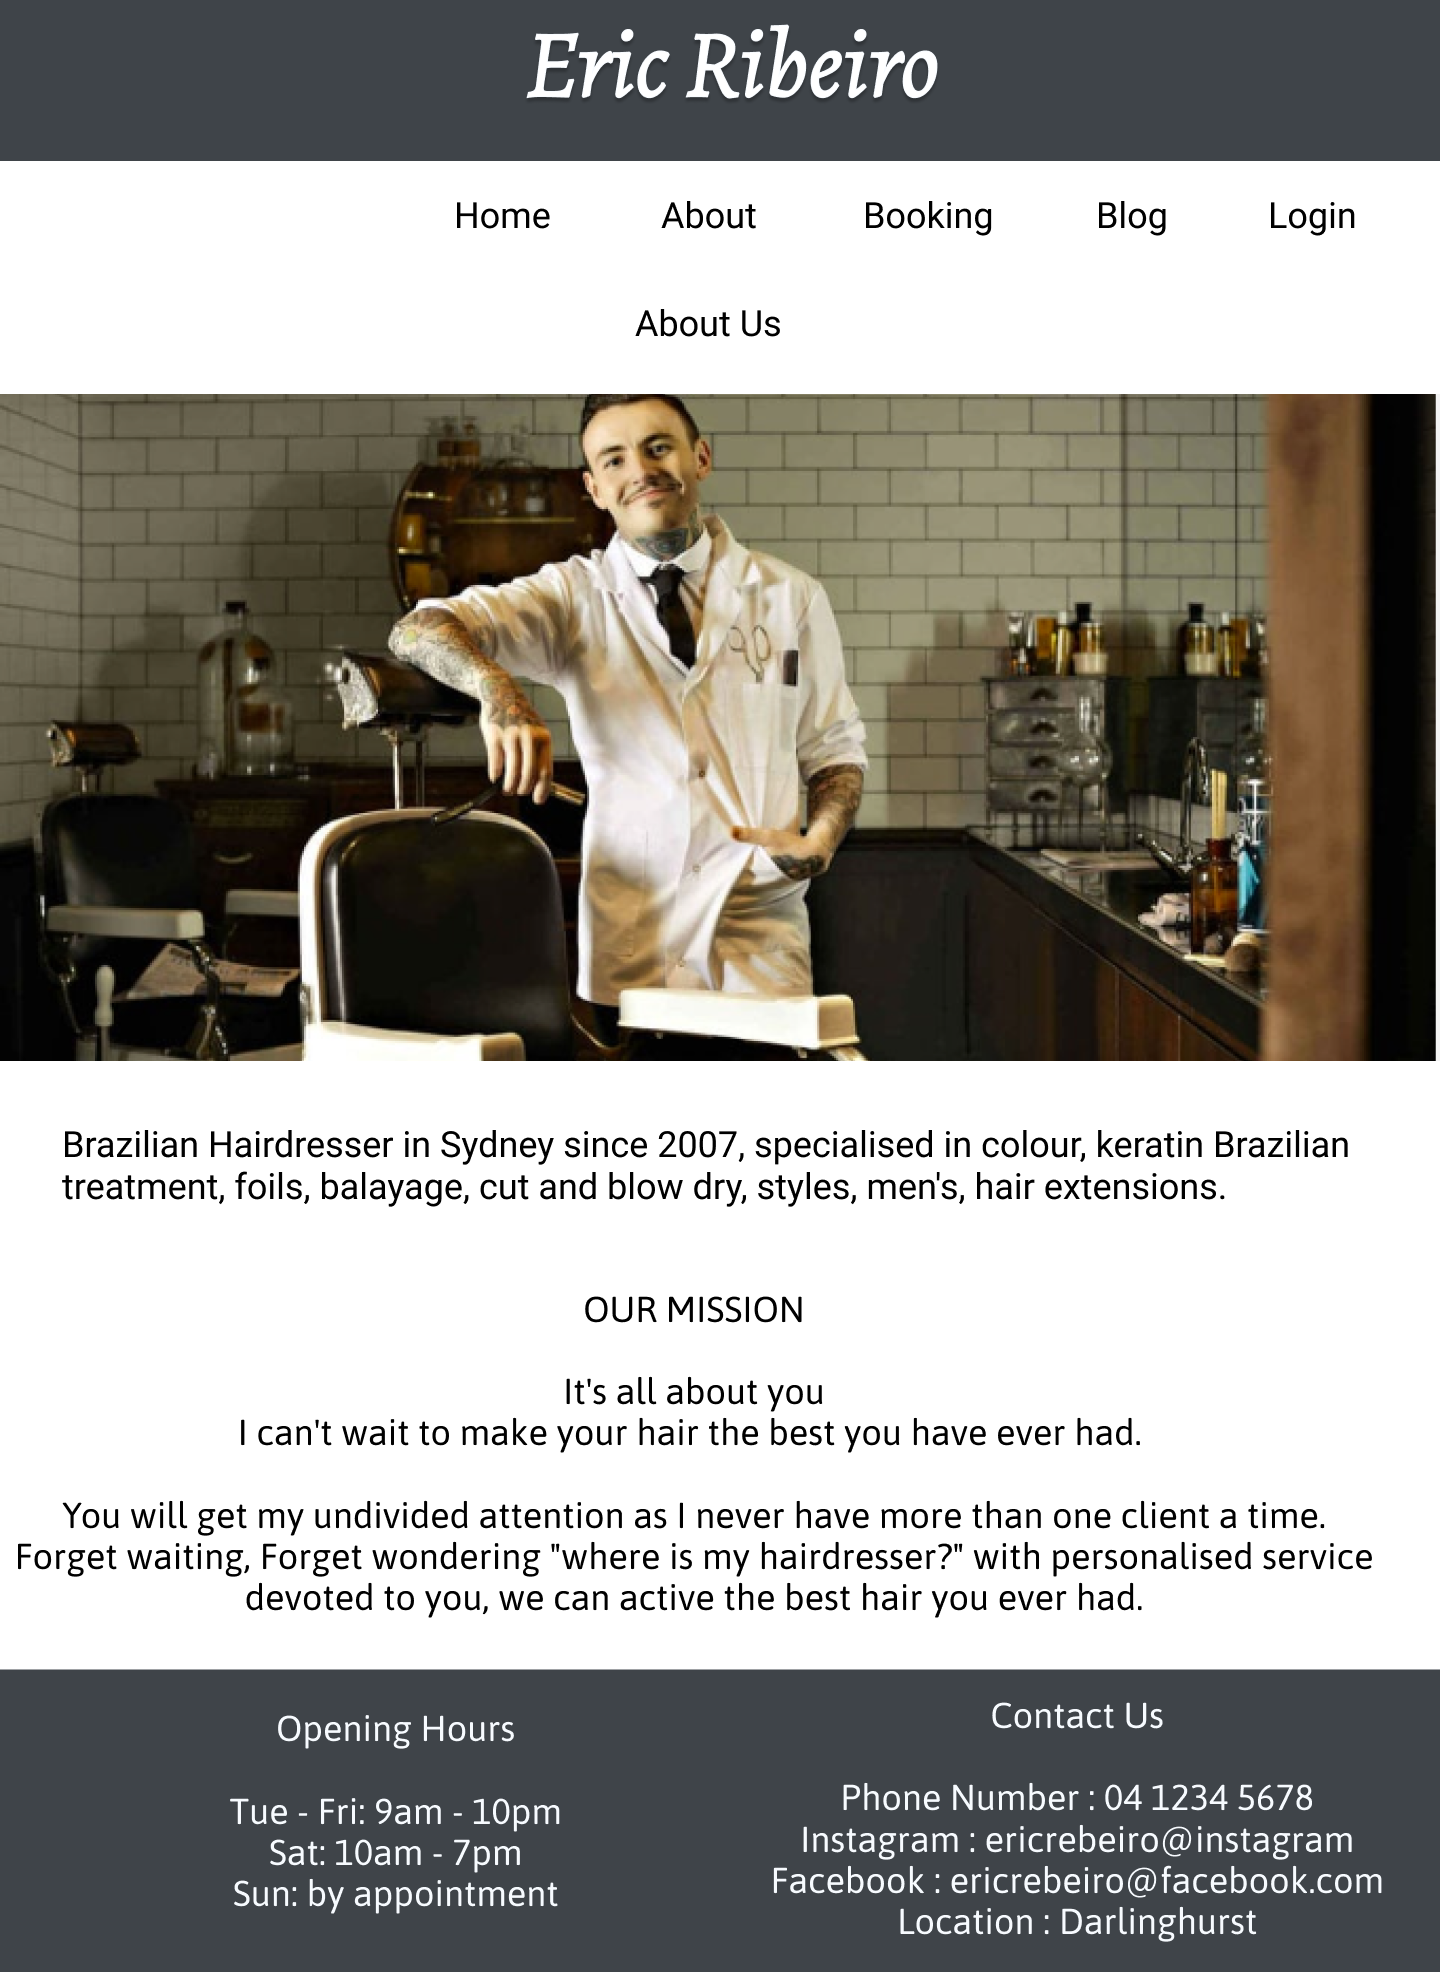 Eric Ribeiro
Home About Booking Blog Login
About Us
Brazilian Hairdresser in Sydney since 2007, specialised in colour, keratin Brazilian
treatment, foils, balayage, cut and blow dry, styles, men's, hair extensions.
OUR MISSION
It's all about you
I can't wait to make your hair the best you have ever had.
You will get my undivided attention as I never have more than one client a time.
Forget waiting, Forget wondering "where is my hairdresser?" with personalised service
devoted to you, we can active the best hair you ever had.
Opening Hours
Tue - Fri: 9am - 10pm
Sat: 10am - 7pm
Sun: by appointment
Contact Us
Phone Number : 04 1234 5678
Instagram : ericrebeiro@instagram
Facebook : ericrebeiro@facebook.com
Location : Darlinghurst